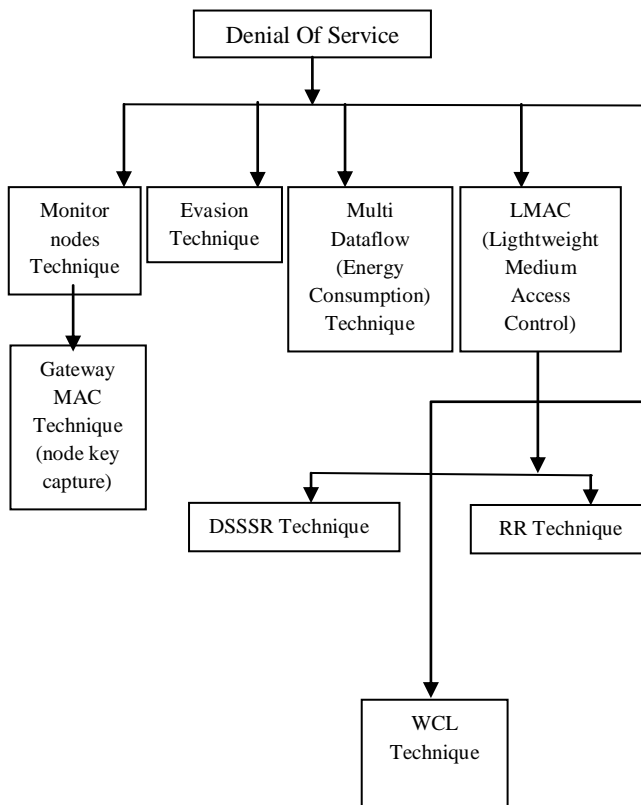 Denial Of Service
Monitor
nodes
Technique
Evasion
Technique
Multi
Dataflow
(Energy
Consumption)
Technique
LMAC
(Ligthtweight
Medium
Access
Control)
Gateway
MAC
Technique
(node key
capture)
DSSSR Technique
RR Technique
WCL
Technique